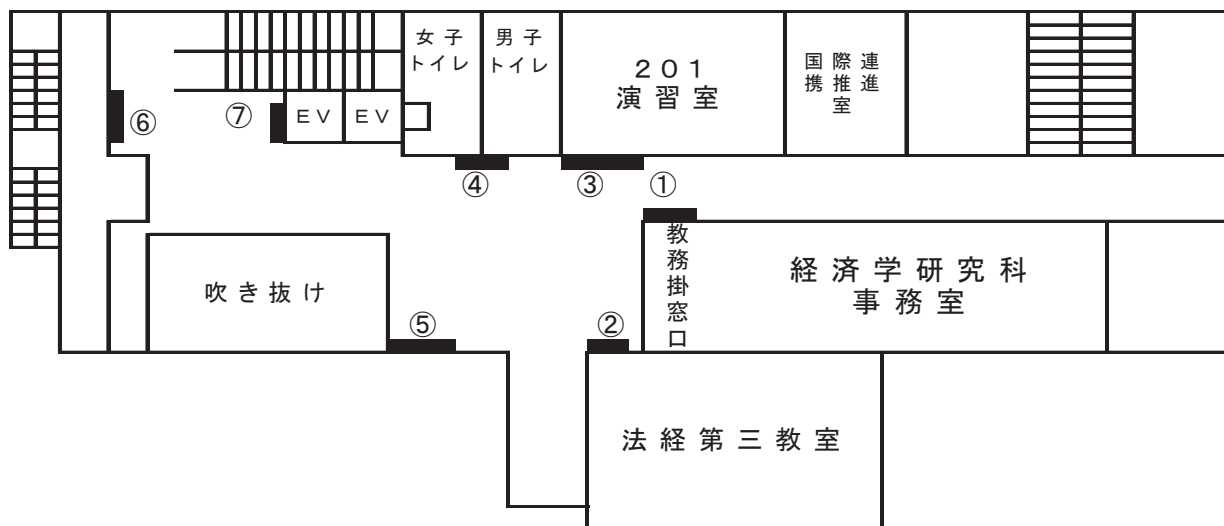 女子
トイレ
男子
トイレ
201
演習室
国際連
携推進
室
⑥
⑦
EV
EV
④
③
①
教務掛窓口
経済学研究科
事務室
吹き抜け
⑤
②
法経第三教室